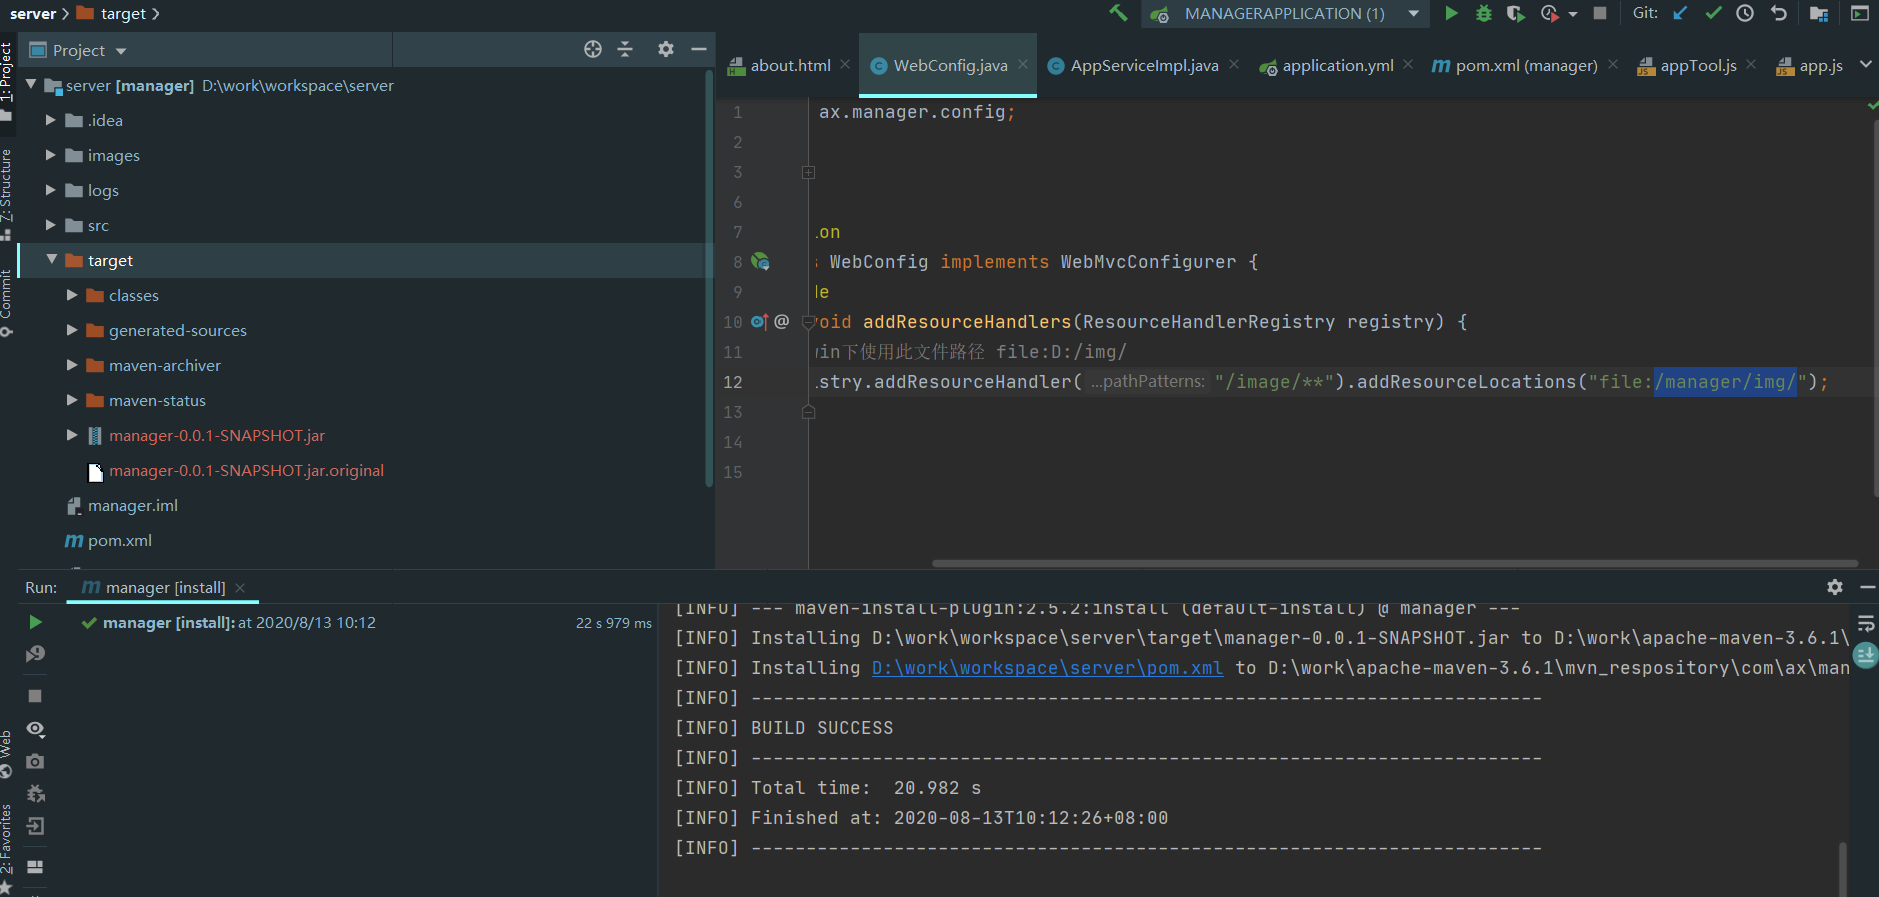 server
target
MANAGERAPPLICATION (1)
Git:
Project
about.html
WebConfig.java
AppServiceImpl.java
application.yml
pom.xml (manager)
appTool.js
app.js
1: Project
7: Structure
Commit
Web
2: Favorites
server [manager] D:\work\workspace\server
.idea
images
logs
src
target
classes
generated-sources
maven-archiver
maven-status
manager-0.0.1-SNAPSHOT.jar
manager-0.0.1-SNAPSHOT.jar.original
manager.iml
pom.xml
1 ax.manager.config;
2
3
6
7 on
8 WebConfig implements WebMvcConfigurer {
9 de
10 @ void addResourceHandlers(ResourceHandlerRegistry registry) {
11 win下使用此文件路径 file:D:/img/
12 istry.addResourceHandler( ...pathPatterns: "/image/**").addResourceLocations("file:/manager/img/");
13
14
15
Run: manager [install]
manager [install]: at 2020/8/13 10:12 22 s 979 ms
[INFO] --- maven-install-plugin:2.5.2:install (default-install) @ manager ---
[INFO] Installing D:\work\workspace\server\target\manager-0.0.1-SNAPSHOT.jar to D:\work\apache-maven-3.6.1\
[INFO] Installing D:\work\workspace\server\pom.xml to D:\work\apache-maven-3.6.1\mvn_respository\com\ax\man
[INFO] ------------------------------------------------------------------------
[INFO] BUILD SUCCESS
[INFO] ------------------------------------------------------------------------
[INFO] Total time:  20.982 s
[INFO] Finished at: 2020-08-13T10:12:26+08:00
[INFO] ------------------------------------------------------------------------